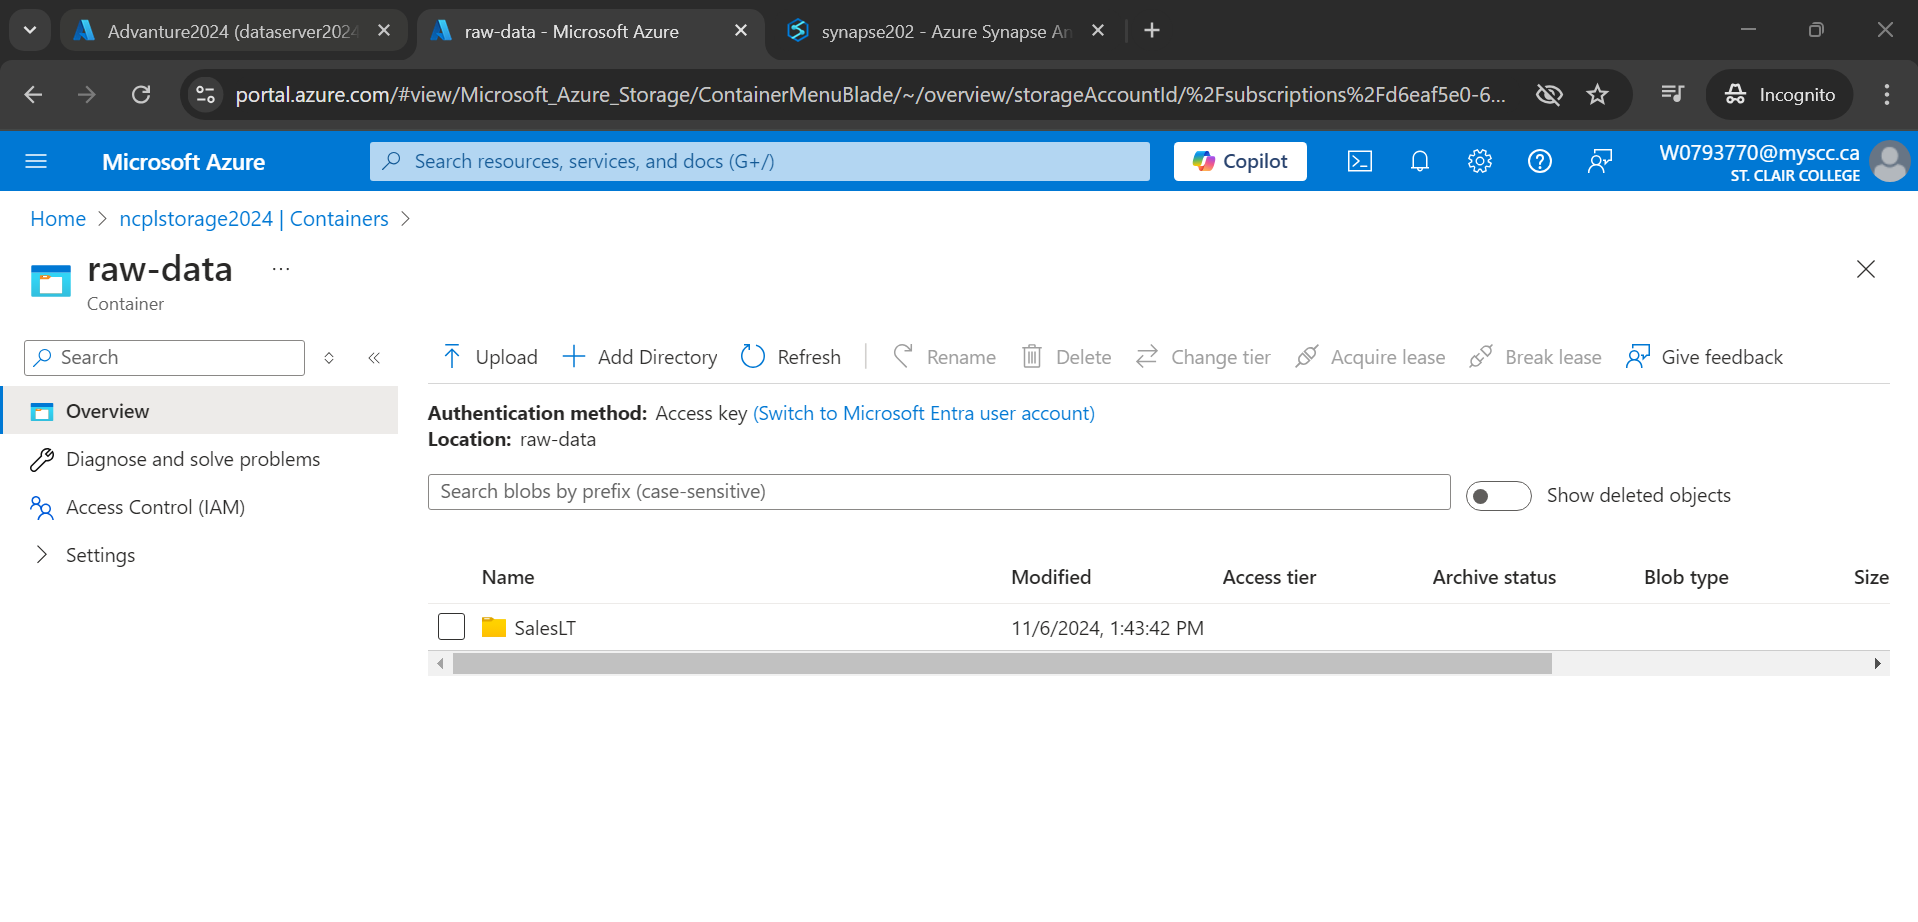 Advanture2024 (dataserver2024
raw-data - Microsoft Azure
synapse202 - Azure Synapse An
portal.azure.com/#view/Microsoft_Azure_Storage/ContainerMenuBlade/~/overview/storageAccountId/%2Fsubscriptions%2Fd6eaf5e0-6...
Incognito
Microsoft Azure
Search resources, services, and docs (G+/)
Copilot
W0793770@myscc.ca
ST. CLAIR COLLEGE
Home > ncplstorage2024 | Containers >
raw-data ...
Container
Search
Overview
Diagnose and solve problems
Access Control (IAM)
Settings
Upload Add Directory Refresh Rename Delete Change tier Acquire lease Break lease Give feedback
Authentication method: Access key (Switch to Microsoft Entra user account)
Location: raw-data
Search blobs by prefix (case-sensitive)
Show deleted objects
Name Modified Access tier Archive status Blob type Size
SalesLT 11/6/2024, 1:43:42 PM